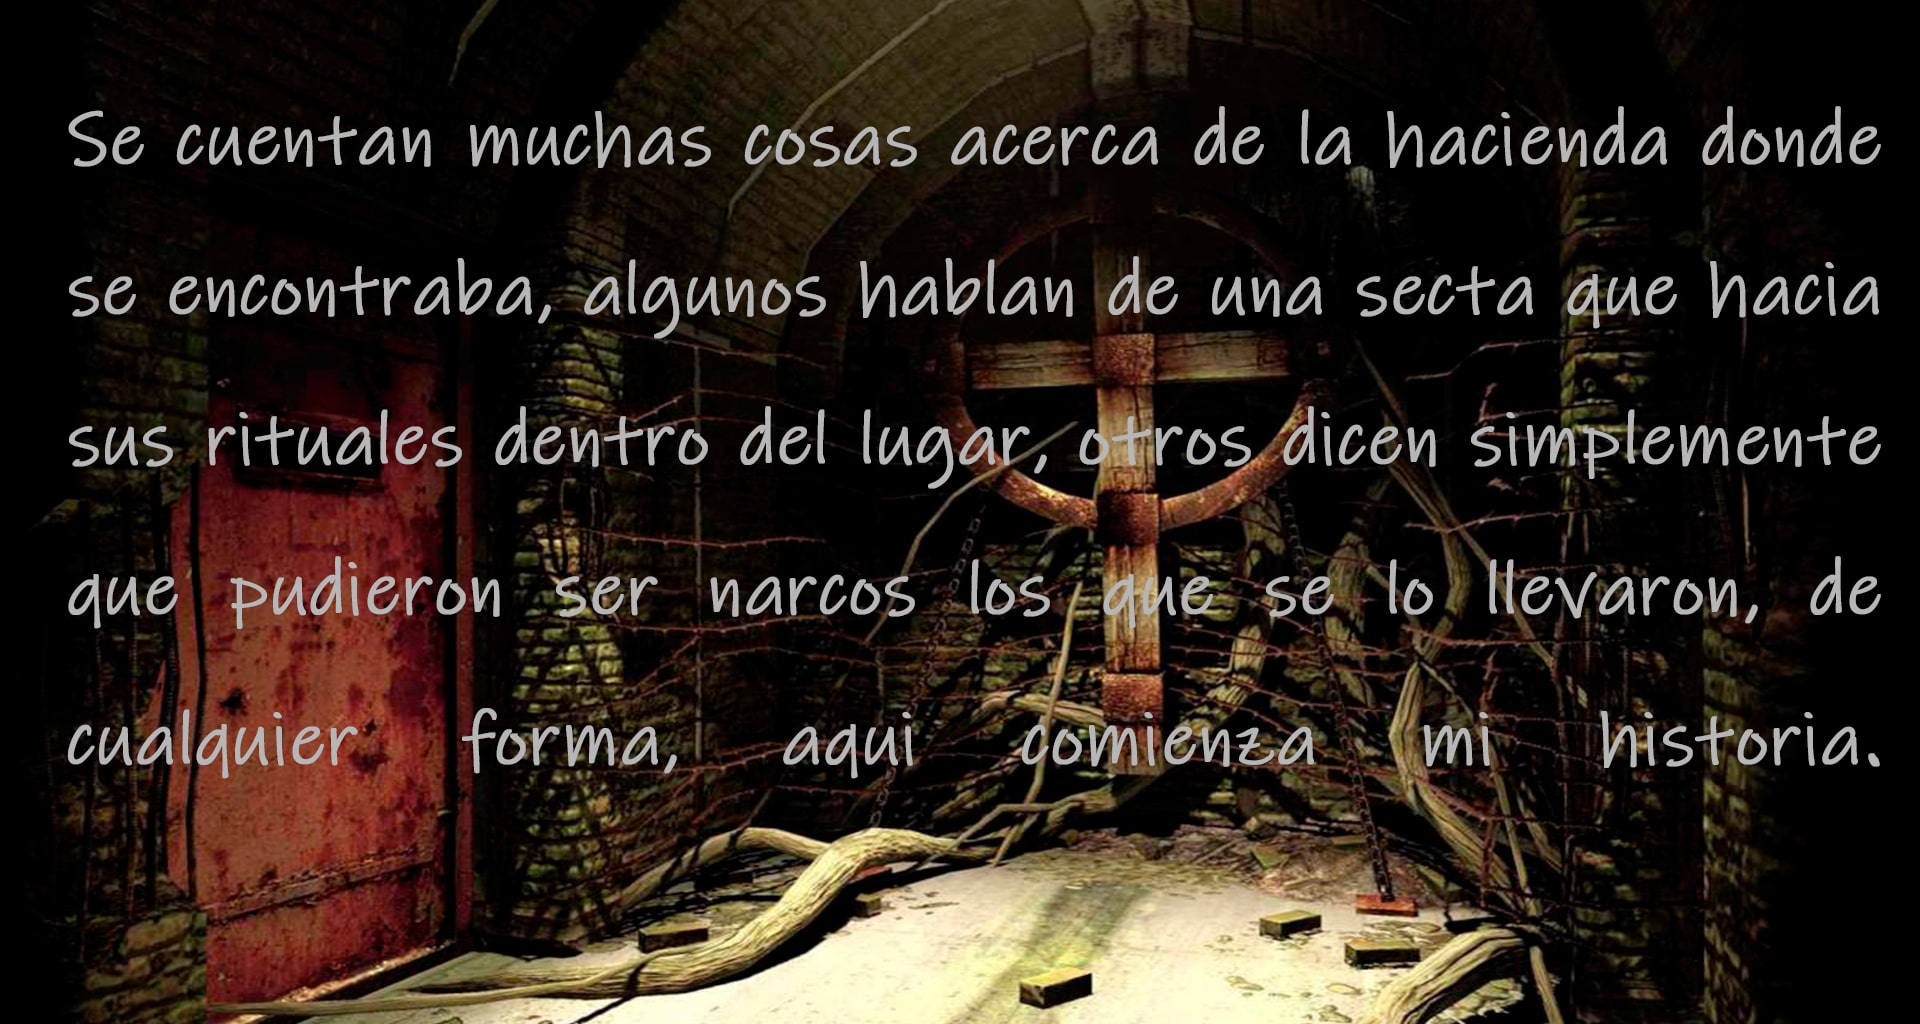 Se cuentan muchas cosas acerca de la hacienda donde
se encontraba, algunos hablan de una secta que hacia
sus rituales dentro del lugar, otros dicen simplemente
que pudieron ser narcos los que se lo llevaron, de
cualquier forma, aqui comienza mi historia.